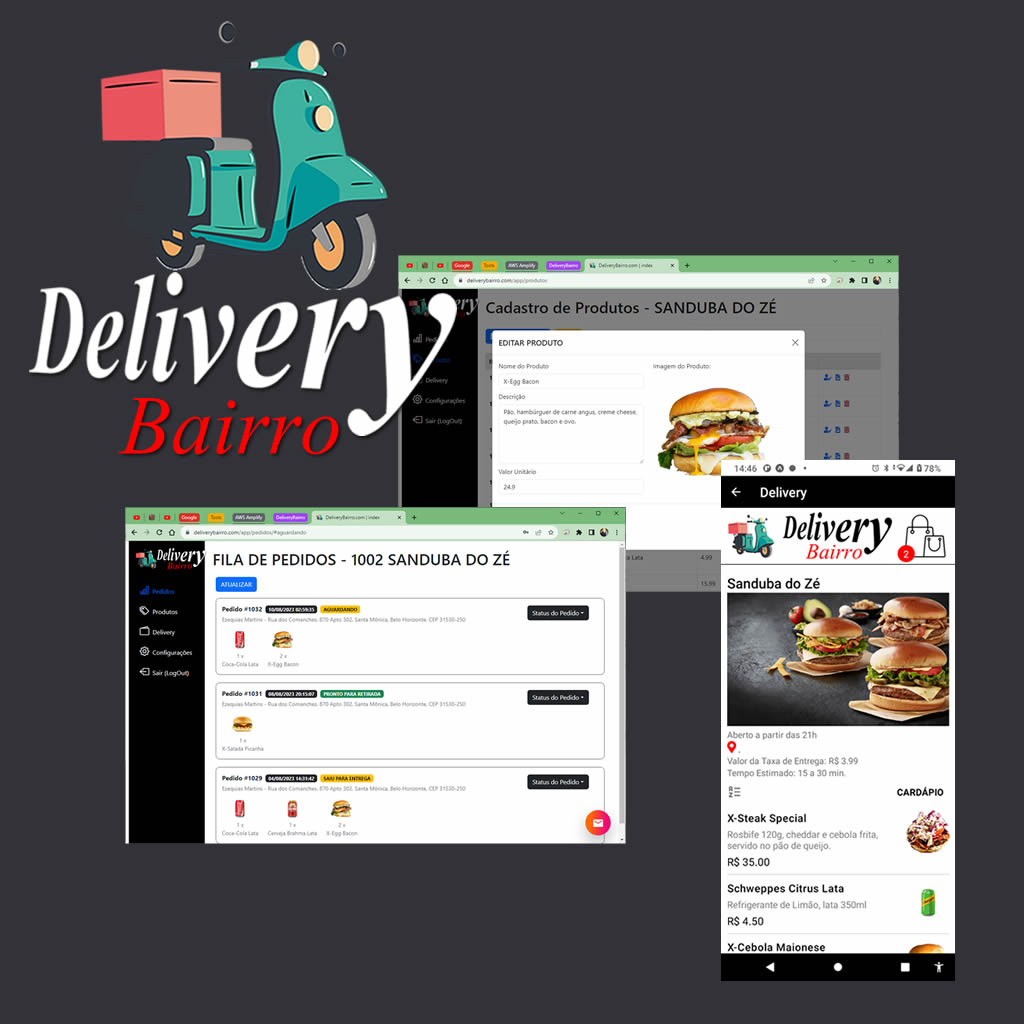 Delivery
Bairro
Google
Tools
AWS Amplify
DeliveryBairro
DeliveryBairro.com | index
deliverybairro.com/app/produtos
Delivery
Configurações
Sair (LogOut)
Cadastro de Produtos - SANDUBA DO ZÉ
EDITAR PRODUTO
Nome do Produto
X-Egg Bacon
Descrição
Pão, hambúrguer de carne angus, creme cheese,
queijo prato, bacon e ovo.
Valor Unitário
24.9
Imagem do Produto:
Lata
4.99
15.99
Google
Tools
AWS Amplify
DeliveryBairro
DeliveryBairro.com | index
deliverybairro.com/app/pedidos/#aguardando
Delivery
Bairro
Pedidos
Produtos
Delivery
Configurações
Sair (LogOut)
FILA DE PEDIDOS - 1002 SANDUBA DO ZÉ
ATUALIZAR
Pedido #1032 10/08/2023 02:59:35 AGUARDANDO
Status do Pedido
Ezequias Martins - Rua dos Comanches, 870 Apto 302, Santa Mônica, Belo Horizonte, CEP 31530-250
1 x
Coca-Cola Lata
2 x
X-Egg Bacon
Pedido #1031 08/08/2023 20:15:07 PRONTO PARA RETIRADA
Status do Pedido
Ezequias Martins - Rua dos Comanches, 870 Apto 302, Santa Mônica, Belo Horizonte, CEP 31530-250
1 x
X-Salada Picanha
Pedido #1029 04/08/2023 14:31:42 SAIU PARA ENTREGA
Status do Pedido
Ezequias Martins - Rua dos Comanches, 870 Apto 302, Santa Mônica, Belo Horizonte, CEP 31530-250
1 x
Coca-Cola Lata
1 x
Cerveja Brahma Lata
2 x
X-Egg Bacon
14:46
78%
Delivery
Delivery
Bairro
2
Sanduba do Zé
Aberto a partir das 21h
.
Valor da Taxa de Entrega: R$ 3.99
Tempo Estimado: 15 a 30 min.
CARDÁPIO
X-Steak Special
Rosbife 120g, cheddar e cebola frita,
servido no pão de queijo.
R$ 35.00
Schweppes Citrus Lata
Refrigerante de Limão, lata 350ml
R$ 4.50
X-Cebola Maionese